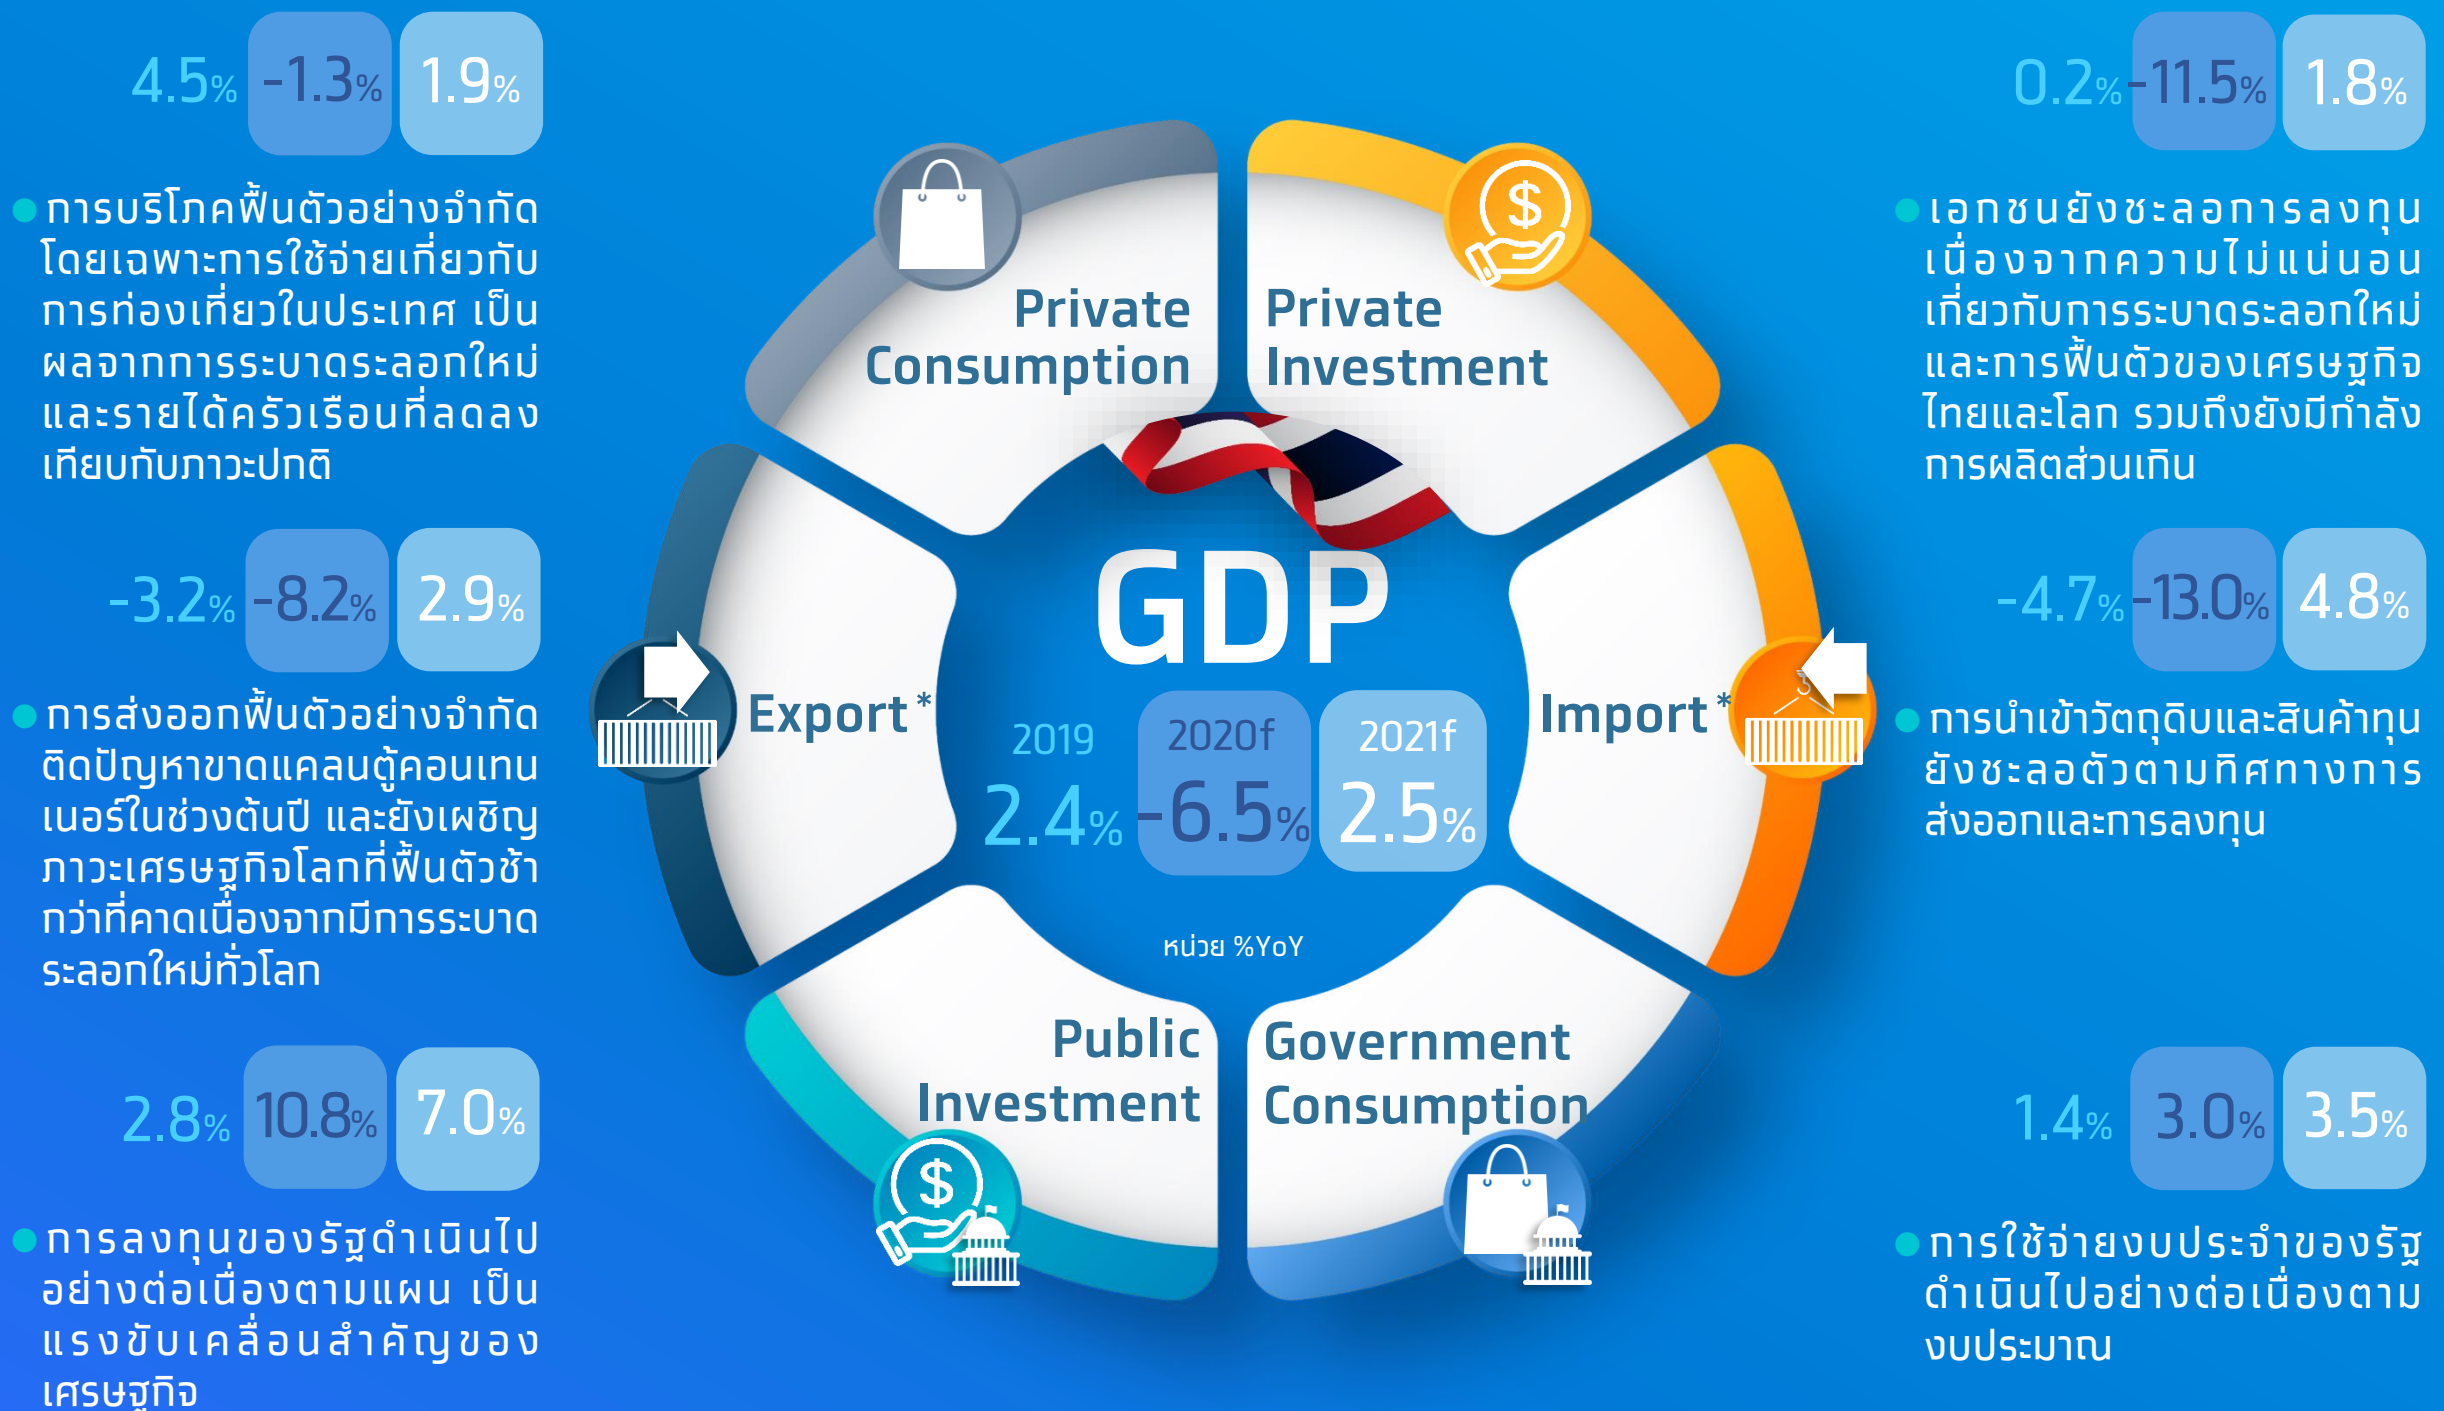 4.5% -1.3% 1.9%
การบริโภคฟื้นตัวอย่างจำกัด
โดยเฉพาะการใช้จ่ายเกี่ยวกับ
การท่องเที่ยวในประเทศ เป็น
ผลจากการระบาดระลอกใหม่
และรายได้ครัวเรือนที่ลดลง
เทียบกับภาวะปกติ
-3.2% -8.2% 2.9%
การส่งออกฟื้นตัวอย่างจำกัด
ติดปัญหาขาดแคลนตู้คอนเทน
เนอร์ในช่วงต้นปี และยังเผชิญ
ภาวะเศรษฐกิจโลกที่ฟื้นตัวช้า
กว่าที่คาดเนื่องจากมีการระบาด
ระลอกใหม่ทั่วโลก
2.8% 10.8% 7.0%
การลงทุนของรัฐดำเนินไป
อย่างต่อเนื่องตามแผน เป็น
แรงขับเคลื่อนสำคัญของ
เศรษฐกิจ
Private
Consumption
Private
Investment
Export*
Import*
GDP
2019 2020f 2021f
2.4% -6.5% 2.5%
หน่วย %YoY
Public
Investment
Government
Consumption
0.2% -11.5% 1.8%
เอกชนยังชะลอการลงทุน
เนื่องจากความไม่แน่นอน
เกี่ยวกับการระบาดระลอกใหม่
และการฟื้นตัวของเศรษฐกิจ
ไทยและโลก รวมถึงยังมีกำลัง
การผลิตส่วนเกิน
-4.7% -13.0% 4.8%
การนำเข้าวัตถุดิบและสินค้าทุน
ยังชะลอตัวตามทิศทางการ
ส่งออกและการลงทุน
1.4% 3.0% 3.5%
การใช้จ่ายงบประจำของรัฐ
ดำเนินไปอย่างต่อเนื่องตาม
งบประมาณ